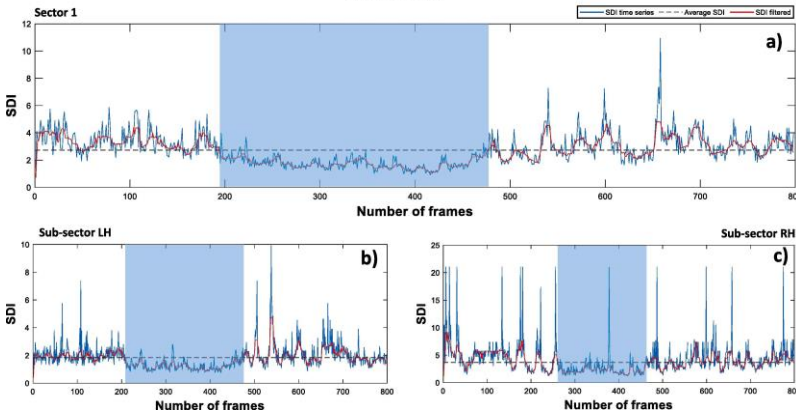 Sector 1
SDI time series Average SDI SDI filtered
a)
12
10
8
6
4
2
0
SDI
0 100 200 300 400 500 600 700 800
Number of frames
Sub-sector LH
b)
10
8
6
4
2
0
SDI
0 100 200 300 400 500 600 700 800
Number of frames
Sub-sector RH
c)
25
20
15
10
5
0
SDI
0 100 200 300 400 500 600 700 800
Number of frames